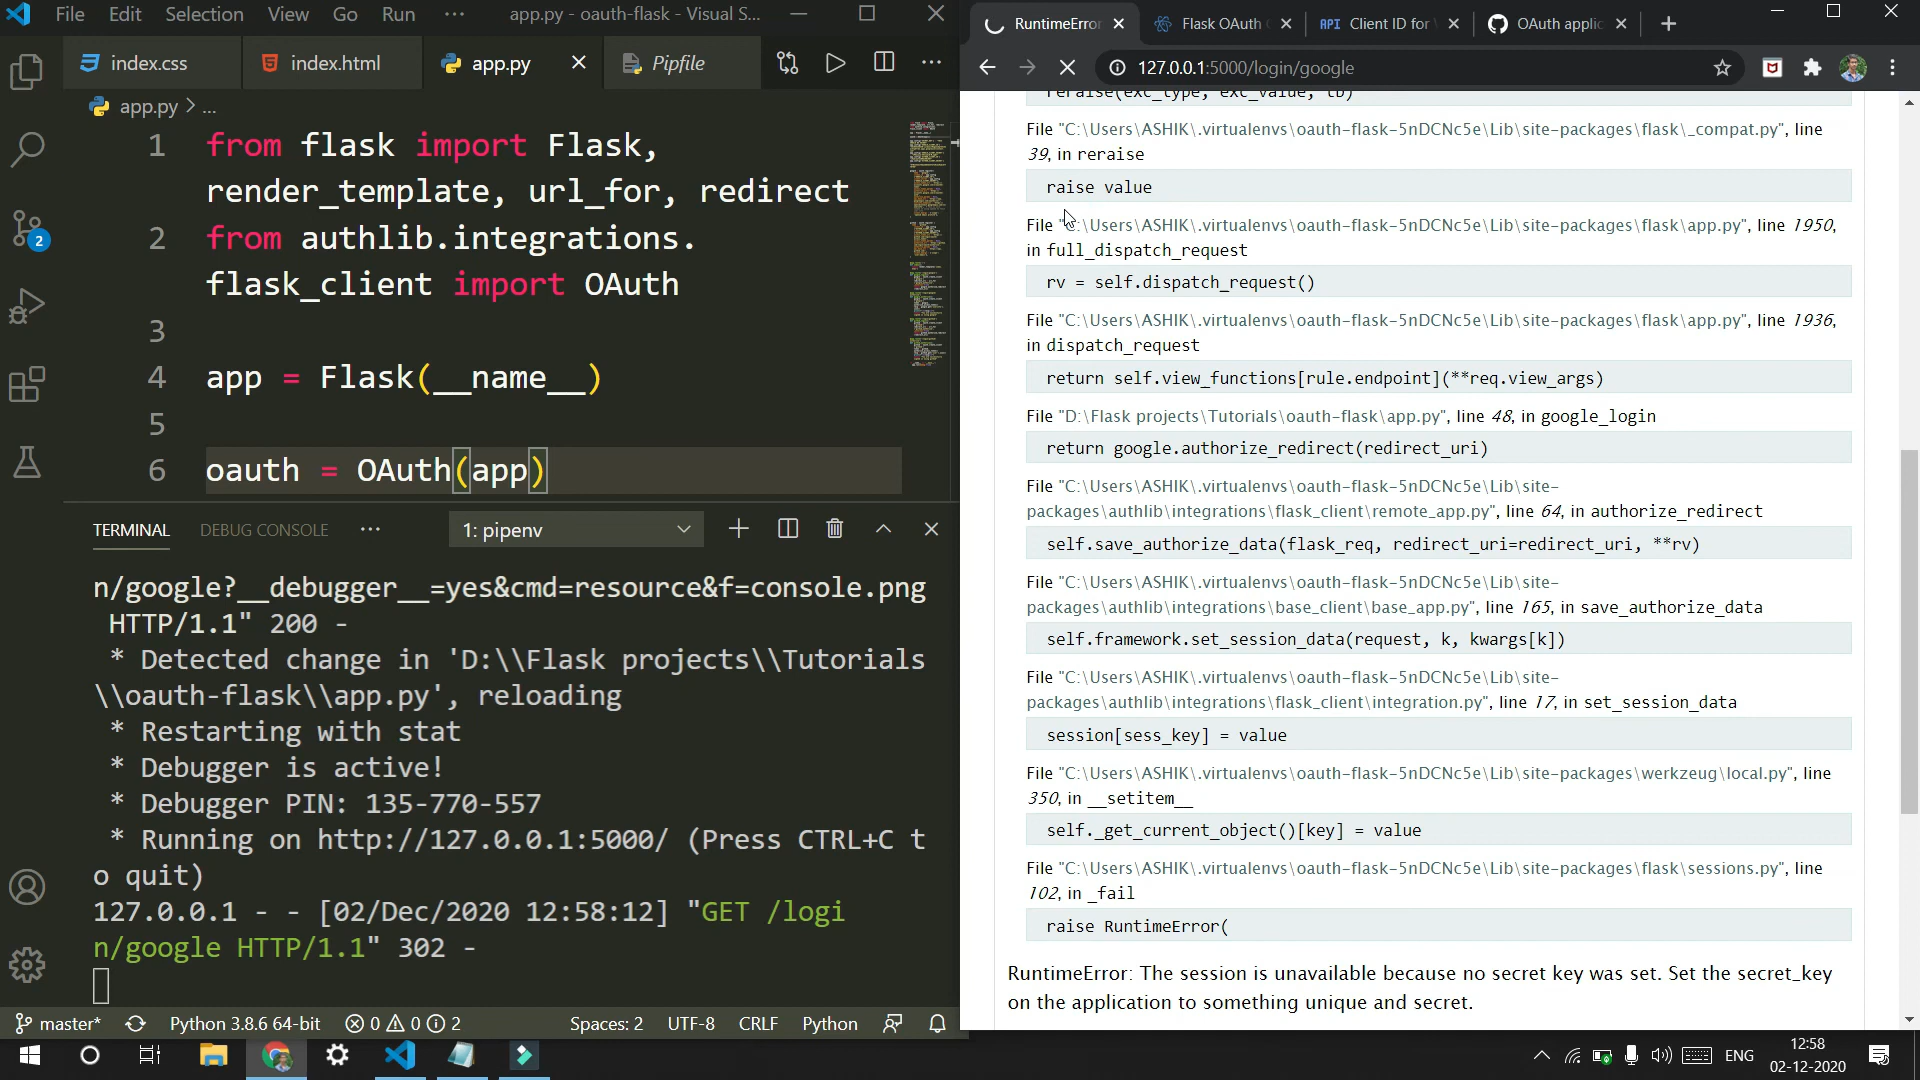 File Edit Selection View Go Run ··· app.py - oauth-flask - Visual S...
index.css index.html app.py Pipfile
app.py > ...
1 from flask import Flask,
render_template, url_for, redirect
2 from authlib.integrations.
flask_client import OAuth
3
4 app = Flask(__name__)
5
6 oauth = OAuth(app)
TERMINAL DEBUG CONSOLE ··· 1: pipenv
n/google?__debugger__=yes&cmd=resource&f=console.png
HTTP/1.1" 200 -
* Detected change in 'D:\\Flask projects\\Tutorials
\\oauth-flask\\app.py', reloading
* Restarting with stat
* Debugger is active!
* Debugger PIN: 135-770-557
* Running on http://127.0.0.1:5000/ (Press CTRL+C t
o quit)
127.0.0.1 - - [02/Dec/2020 12:58:12] "GET /logi
n/google HTTP/1.1" 302 -
2
master* Python 3.8.6 64-bit 0 0 2 Spaces: 2 UTF-8 CRLF Python
RuntimeError Flask OAuth API Client ID for OAuth applic
127.0.0.1:5000/login/google
reraise(exc_type, exc_value, tb)
File "C:\Users\ASHIK\.virtualenvs\oauth-flask-5nDCNc5e\Lib\site-packages\flask\_compat.py", line
39, in reraise
raise value
File "C:\Users\ASHIK\.virtualenvs\oauth-flask-5nDCNc5e\Lib\site-packages\flask\app.py", line 1950,
in full_dispatch_request
rv = self.dispatch_request()
File "C:\Users\ASHIK\.virtualenvs\oauth-flask-5nDCNc5e\Lib\site-packages\flask\app.py", line 1936,
in dispatch_request
return self.view_functions[rule.endpoint](**req.view_args)
File "D:\Flask projects\Tutorials\oauth-flask\app.py", line 48, in google_login
return google.authorize_redirect(redirect_uri)
File "C:\Users\ASHIK\.virtualenvs\oauth-flask-5nDCNc5e\Lib\site-
packages\authlib\integrations\flask_client\remote_app.py", line 64, in authorize_redirect
self.save_authorize_data(flask_req, redirect_uri=redirect_uri, **rv)
File "C:\Users\ASHIK\.virtualenvs\oauth-flask-5nDCNc5e\Lib\site-
packages\authlib\integrations\base_client\base_app.py", line 165, in save_authorize_data
self.framework.set_session_data(request, k, kwargs[k])
File "C:\Users\ASHIK\.virtualenvs\oauth-flask-5nDCNc5e\Lib\site-
packages\authlib\integrations\flask_client\integration.py", line 17, in set_session_data
session[sess_key] = value
File "C:\Users\ASHIK\.virtualenvs\oauth-flask-5nDCNc5e\Lib\site-packages\werkzeug\local.py", line
350, in __setitem__
self._get_current_object()[key] = value
File "C:\Users\ASHIK\.virtualenvs\oauth-flask-5nDCNc5e\Lib\site-packages\flask\sessions.py", line
102, in _fail
raise RuntimeError(
RuntimeError: The session is unavailable because no secret key was set. Set the secret_key
on the application to something unique and secret.
ENG
12:58
02-12-2020